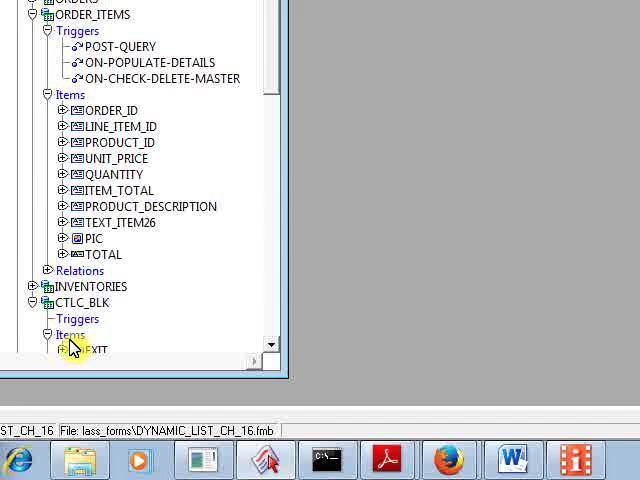 ORDERS
ORDER_ITEMS
Triggers
POST-QUERY
ON-POPULATE-DETAILS
ON-CHECK-DELETE-MASTER
Items
ORDER_ID
LINE_ITEM_ID
PRODUCT_ID
UNIT_PRICE
QUANTITY
ITEM_TOTAL
PRODUCT_DESCRIPTION
TEXT_ITEM26
PIC
TOTAL
Relations
INVENTORIES
CTLC_BLK
Triggers
Items
EXIT
ST_CH_16 File: lass_forms\DYNAMIC_LIST_CH_16.fmb
C:\_
W